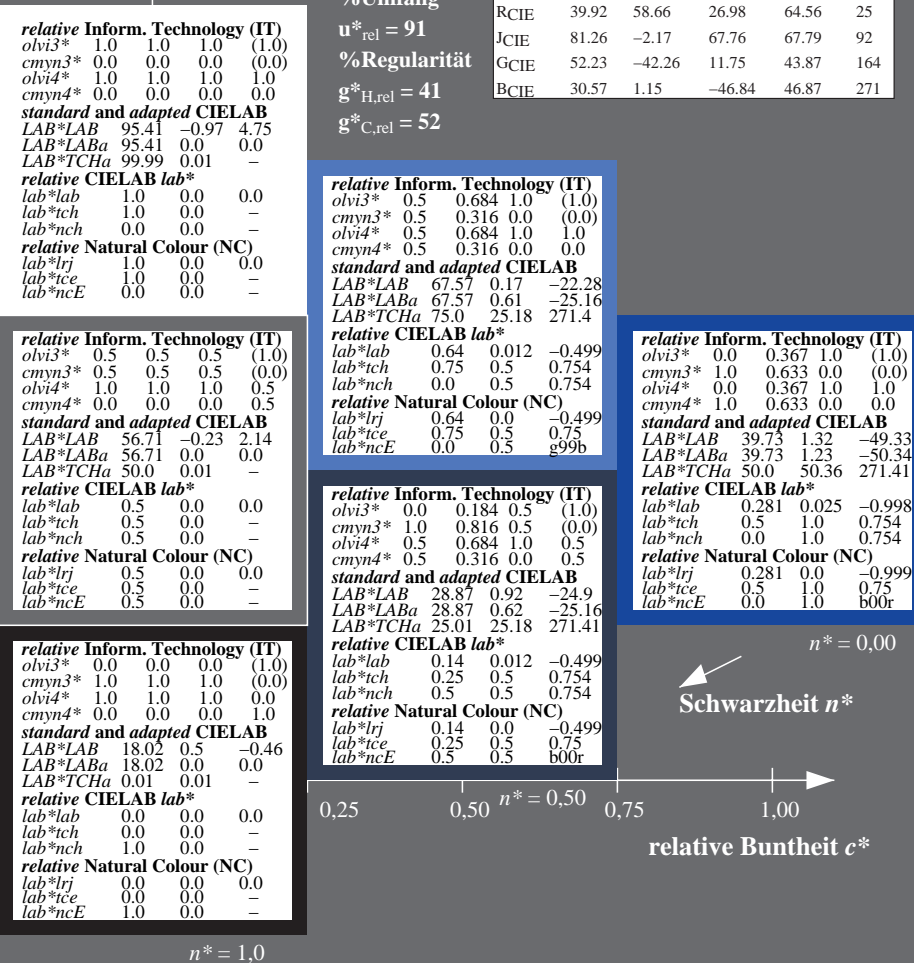 %Umfang
u*rel = 91
%Regularität
g*H,rel = 41
g*C,rel = 52
RCIE 39.92 58.66 26.98 64.56 25
JCIE 81.26 −2.17 67.76 67.79 92
GCIE 52.23 −42.26 11.75 43.87 164
BCIE 30.57 1.15 −46.84 46.87 271
relative Inform. Technology (IT)
olvi3* 1.0 1.0 1.0 (1.0)
cmyn3* 0.0 0.0 0.0 (0.0)
olvi4* 1.0 1.0 1.0 1.0
cmyn4* 0.0 0.0 0.0 0.0
standard and adapted CIELAB
LAB*LAB 95.41 −0.97 4.75
LAB*LABa 95.41 0.0 0.0
LAB*TCHa 99.99 0.01 −
relative CIELAB lab*
lab*lab 1.0 0.0 0.0
lab*tch 1.0 0.0 −
lab*nch 0.0 0.0 −
relative Natural Colour (NC)
lab*lrj 1.0 0.0 0.0
lab*tce 1.0 0.0 −
lab*ncE 0.0 0.0 −
relative Inform. Technology (IT)
olvi3* 0.5 0.684 1.0 (1.0)
cmyn3* 0.5 0.316 0.0 (0.0)
olvi4* 0.5 0.684 1.0 1.0
cmyn4* 0.5 0.316 0.0 0.0
standard and adapted CIELAB
LAB*LAB 67.57 0.17 −22.28
LAB*LABa 67.57 0.61 −25.16
LAB*TCHa 75.0 25.18 271.4
relative CIELAB lab*
lab*lab 0.64 0.012 −0.499
lab*tch 0.75 0.5 0.754
lab*nch 0.0 0.5 0.754
relative Natural Colour (NC)
lab*lrj 0.64 0.0 −0.499
lab*tce 0.75 0.5 0.75
lab*ncE 0.0 0.5 g99b
relative Inform. Technology (IT)
olvi3* 0.5 0.5 0.5 (1.0)
cmyn3* 0.5 0.5 0.5 (0.0)
olvi4* 1.0 1.0 1.0 0.5
cmyn4* 0.0 0.0 0.0 0.5
standard and adapted CIELAB
LAB*LAB 56.71 −0.23 2.14
LAB*LABa 56.71 0.0 0.0
LAB*TCHa 50.0 0.01 −
relative CIELAB lab*
lab*lab 0.5 0.0 0.0
lab*tch 0.5 0.0 −
lab*nch 0.5 0.0 −
relative Natural Colour (NC)
lab*lrj 0.5 0.0 0.0
lab*tce 0.5 0.0 −
lab*ncE 0.5 0.0 −
relative Inform. Technology (IT)
olvi3* 0.0 0.367 1.0 (1.0)
cmyn3* 1.0 0.633 0.0 (0.0)
olvi4* 0.0 0.367 1.0 1.0
cmyn4* 1.0 0.633 0.0 0.0
standard and adapted CIELAB
LAB*LAB 39.73 1.32 −49.33
LAB*LABa 39.73 1.23 −50.34
LAB*TCHa 50.0 50.36 271.41
relative CIELAB lab*
lab*lab 0.281 0.025 −0.998
lab*tch 0.5 1.0 0.754
lab*nch 0.0 1.0 0.754
relative Natural Colour (NC)
lab*lrj 0.281 0.0 −0.999
lab*tce 0.5 1.0 0.75
lab*ncE 0.0 1.0 b00r
relative Inform. Technology (IT)
olvi3* 0.0 0.184 0.5 (1.0)
cmyn3* 1.0 0.816 0.5 (0.0)
olvi4* 0.5 0.684 1.0 0.5
cmyn4* 0.5 0.316 0.0 0.5
standard and adapted CIELAB
LAB*LAB 28.87 0.92 −24.9
LAB*LABa 28.87 0.62 −25.16
LAB*TCHa 25.01 25.18 271.41
relative CIELAB lab*
lab*lab 0.14 0.012 −0.499
lab*tch 0.25 0.5 0.754
lab*nch 0.5 0.5 0.754
relative Natural Colour (NC)
lab*lrj 0.14 0.0 −0.499
lab*tce 0.25 0.5 0.75
lab*ncE 0.5 0.5 b00r
relative Inform. Technology (IT)
olvi3* 0.0 0.0 0.0 (1.0)
cmyn3* 1.0 1.0 1.0 (0.0)
olvi4* 1.0 1.0 1.0 0.0
cmyn4* 0.0 0.0 0.0 1.0
standard and adapted CIELAB
LAB*LAB 18.02 0.5 −0.46
LAB*LABa 18.02 0.0 0.0
LAB*TCHa 0.01 0.01 −
relative CIELAB lab*
lab*lab 0.0 0.0 0.0
lab*tch 0.0 0.0 −
lab*nch 1.0 0.0 −
relative Natural Colour (NC)
lab*lrj 0.0 0.0 0.0
lab*tce 0.0 0.0 −
lab*ncE 1.0 0.0 −
n* = 0,00
Schwarzheit n*
0,25 0,50 n* = 0,50 0,75 1,00
relative Buntheit c*
n* = 1,0